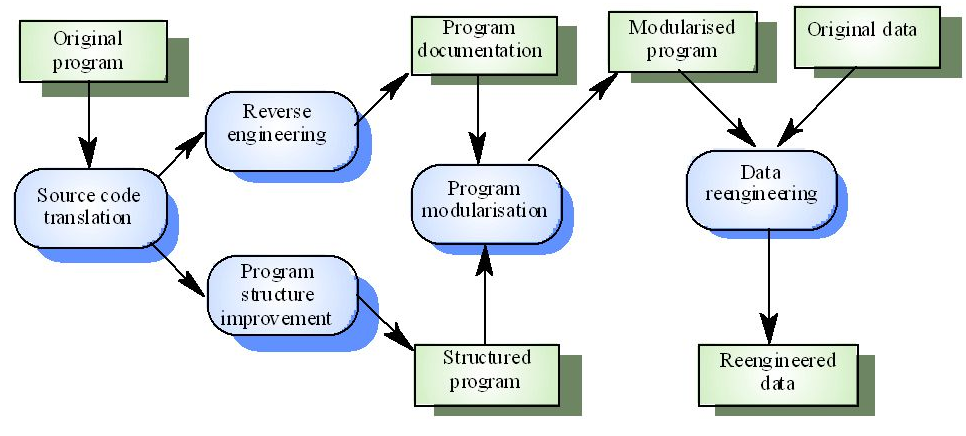 Original
program
Program
documentation
Modularised
program
Original data
Reverse
engineering
Source code
translation
Program
modularisation
Data
reengineering
Program
structure
improvement
Structured
program
Reengineered
data